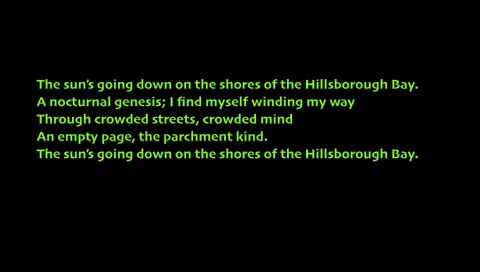 The sun's going down on the shores of the Hillsborough Bay.
A nocturnal genesis; I find myself winding my way
Through crowded streets, crowded mind
An empty page, the parchment kind.
The sun's going down on the shores of the Hillsborough Bay.